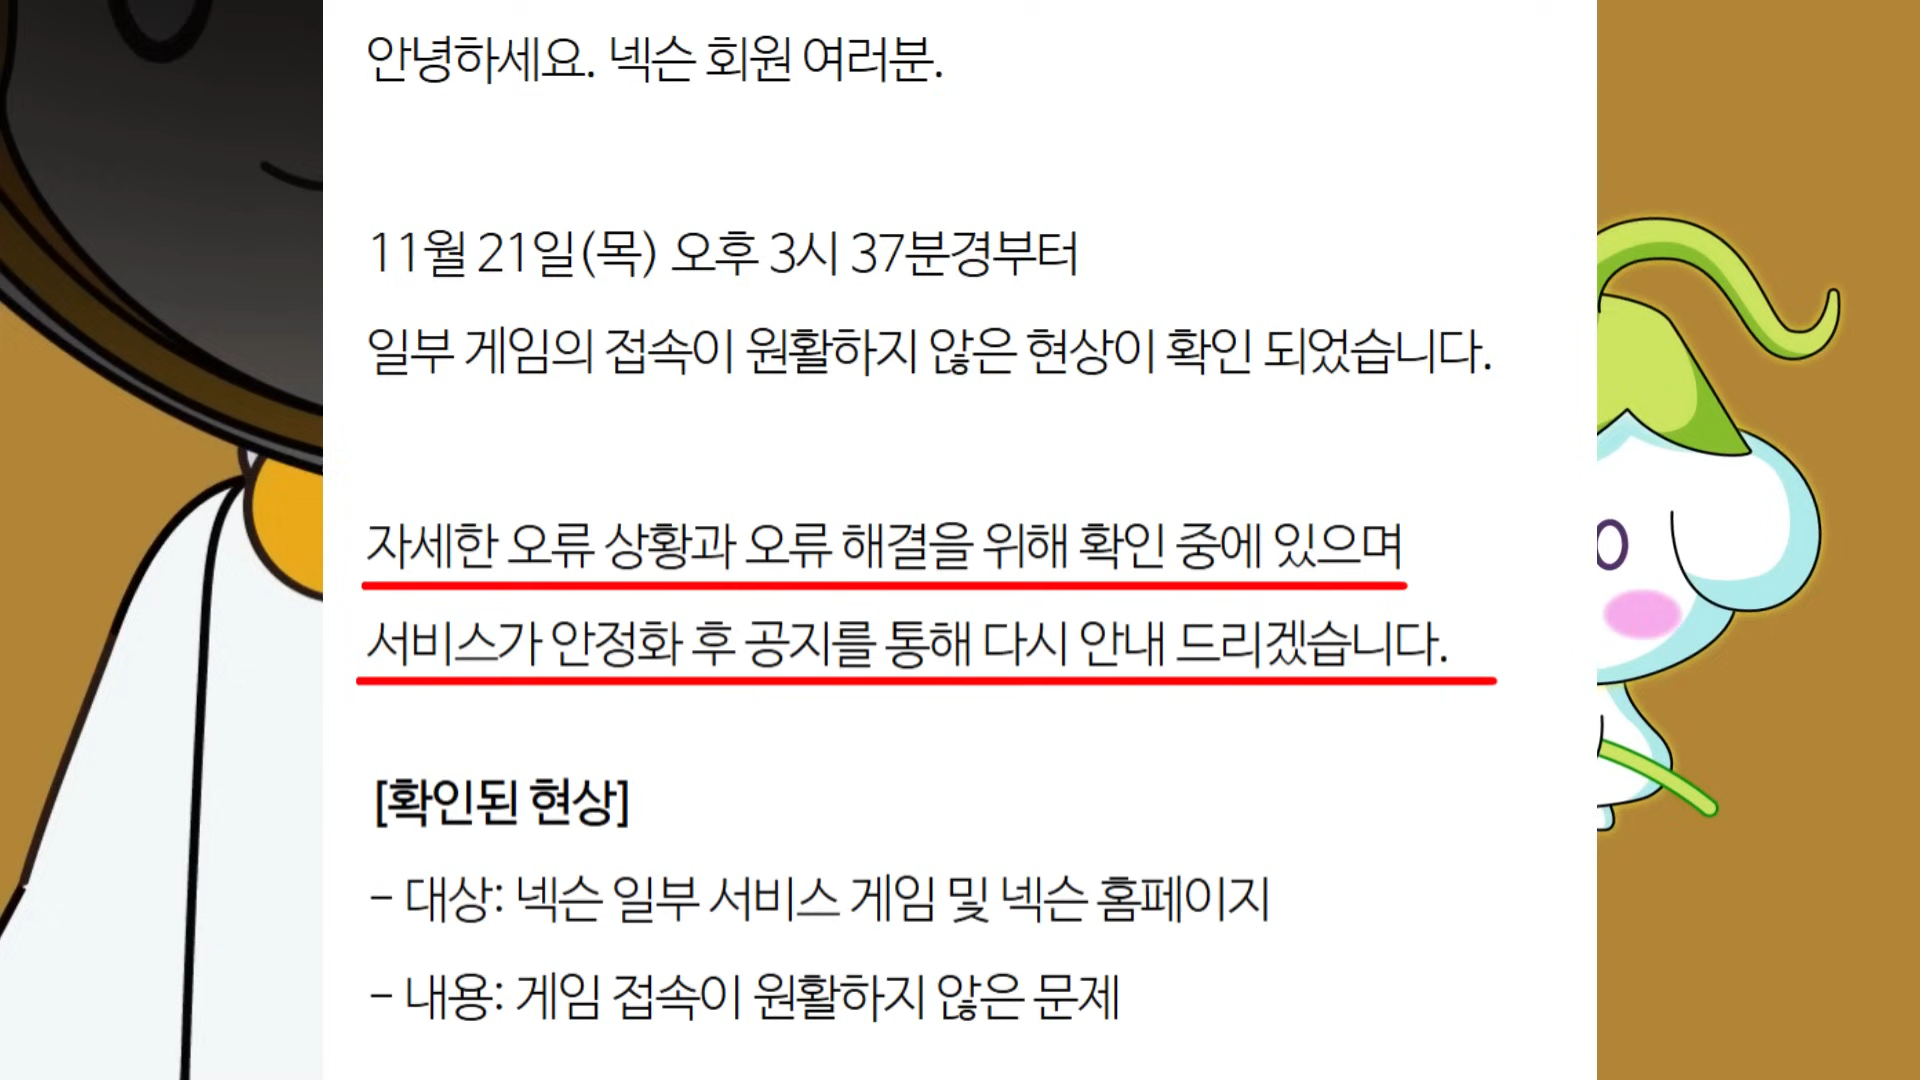 안녕하세요. 넥슨 회원 여러분.
11월 21일(목) 오후 3시 37분경부터
일부 게임의 접속이 원활하지 않은 현상이 확인 되었습니다.
자세한 오류 상황과 오류 해결을 위해 확인 중에 있으며
서비스가 안정화 후 공지를 통해 다시 안내 드리겠습니다.
[확인된 현상]
– 대상: 넥슨 일부 서비스 게임 및 넥슨 홈페이지
– 내용: 게임 접속이 원활하지 않은 문제